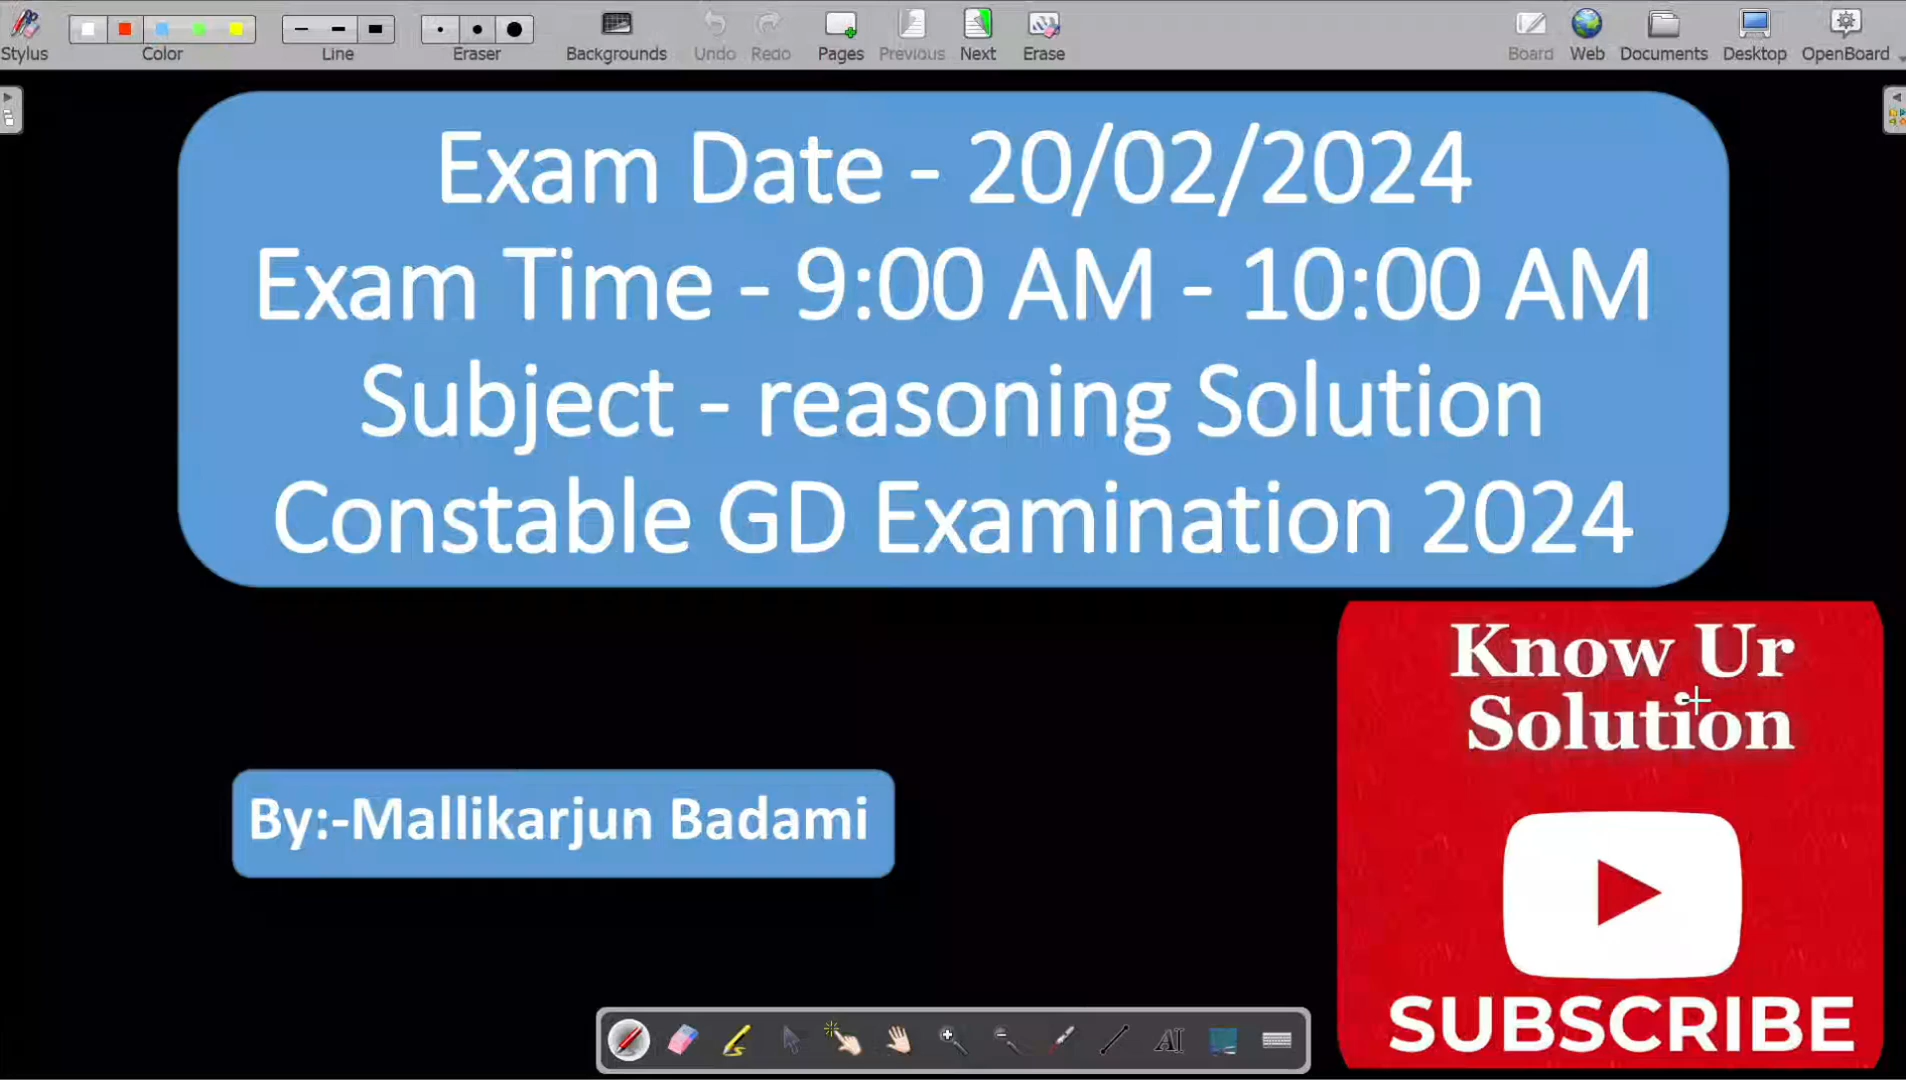 Stylus
Color
Line
Eraser
Backgrounds
Undo
Redo
Pages
Previous
Next
Erase
Board
Web
Documents
Desktop
OpenBoard
Exam Date - 20/02/2024
Exam Time - 9:00 AM - 10:00 AM
Subject - reasoning Solution
Constable GD Examination 2024
Know Ur
Solution
By:-Mallikarjun Badami
SUBSCRIBE